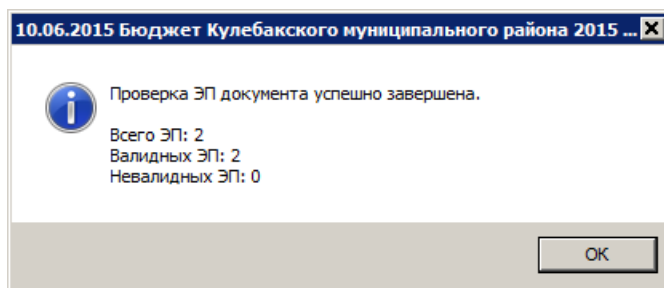 10.06.2015 Бюджет Кулебакского муниципального района 2015 ...
Проверка ЭП документа успешно завершена.
Всего ЭП: 2
Валидных ЭП: 2
Невалидных ЭП: 0
ОК